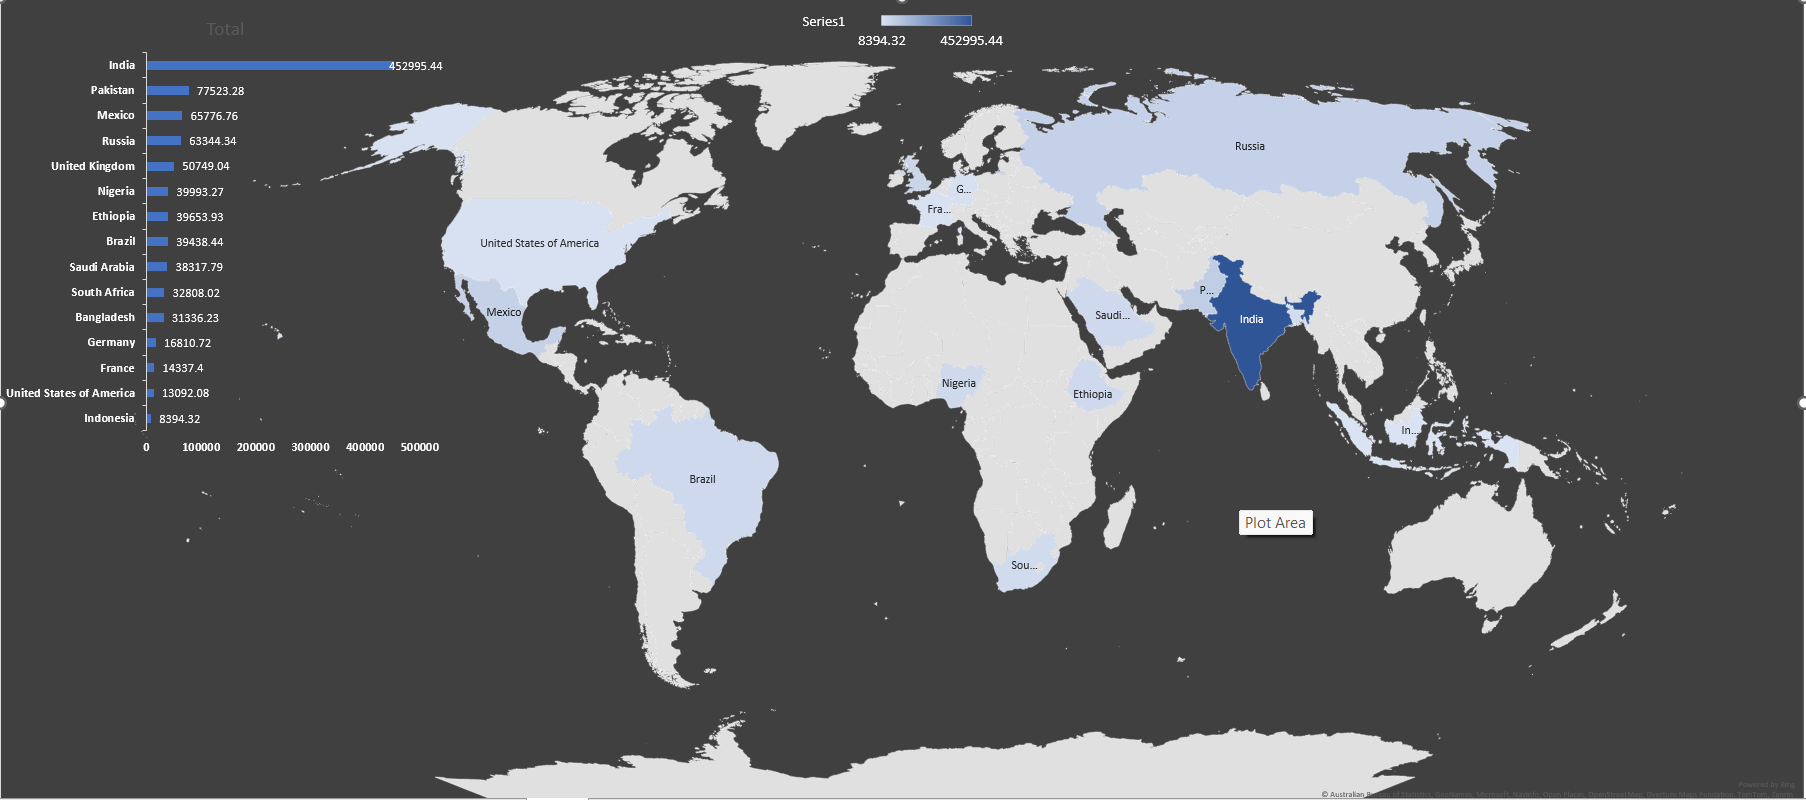 Total
Series1
8394.32 452995.44
India 452995.44
Pakistan 77523.28
Mexico 65776.76
Russia 63344.34
United Kingdom 50749.04
Nigeria 39993.27
Ethiopia 39653.93
Brazil 39438.44
Saudi Arabia 38317.79
South Africa 32808.02
Bangladesh 31336.23
Germany 16810.72
France 14337.4
United States of America 13092.08
Indonesia 8394.32
0 100000 200000 300000 400000 500000
Russia
G...
Fra...
United States of America
P...
Mexico
Saudi...
India
Nigeria
Ethiopia
In...
Brazil
Plot Area
Sou...
Powered by Bing
© Australian Bureau of Statistics, GeoNames, Microsoft, Navinfo, Open Places, OpenStreetMap, Overture Maps Fundation, TomTom, Zenrin